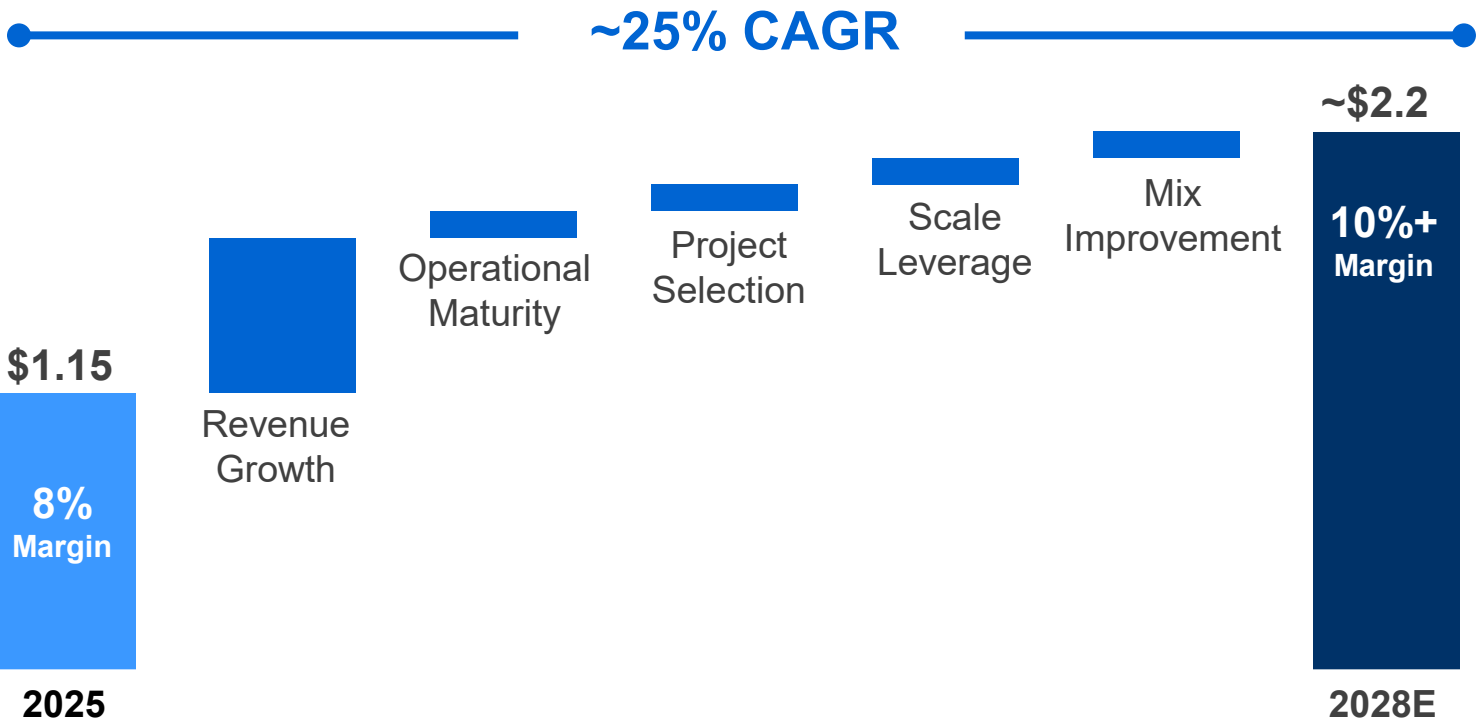 ~25% CAGR
$1.15
8%
Margin
2025
Revenue
Growth
Operational
Maturity
Project
Selection
Scale
Leverage
Mix
Improvement
~$2.2
10%+
Margin
2028E